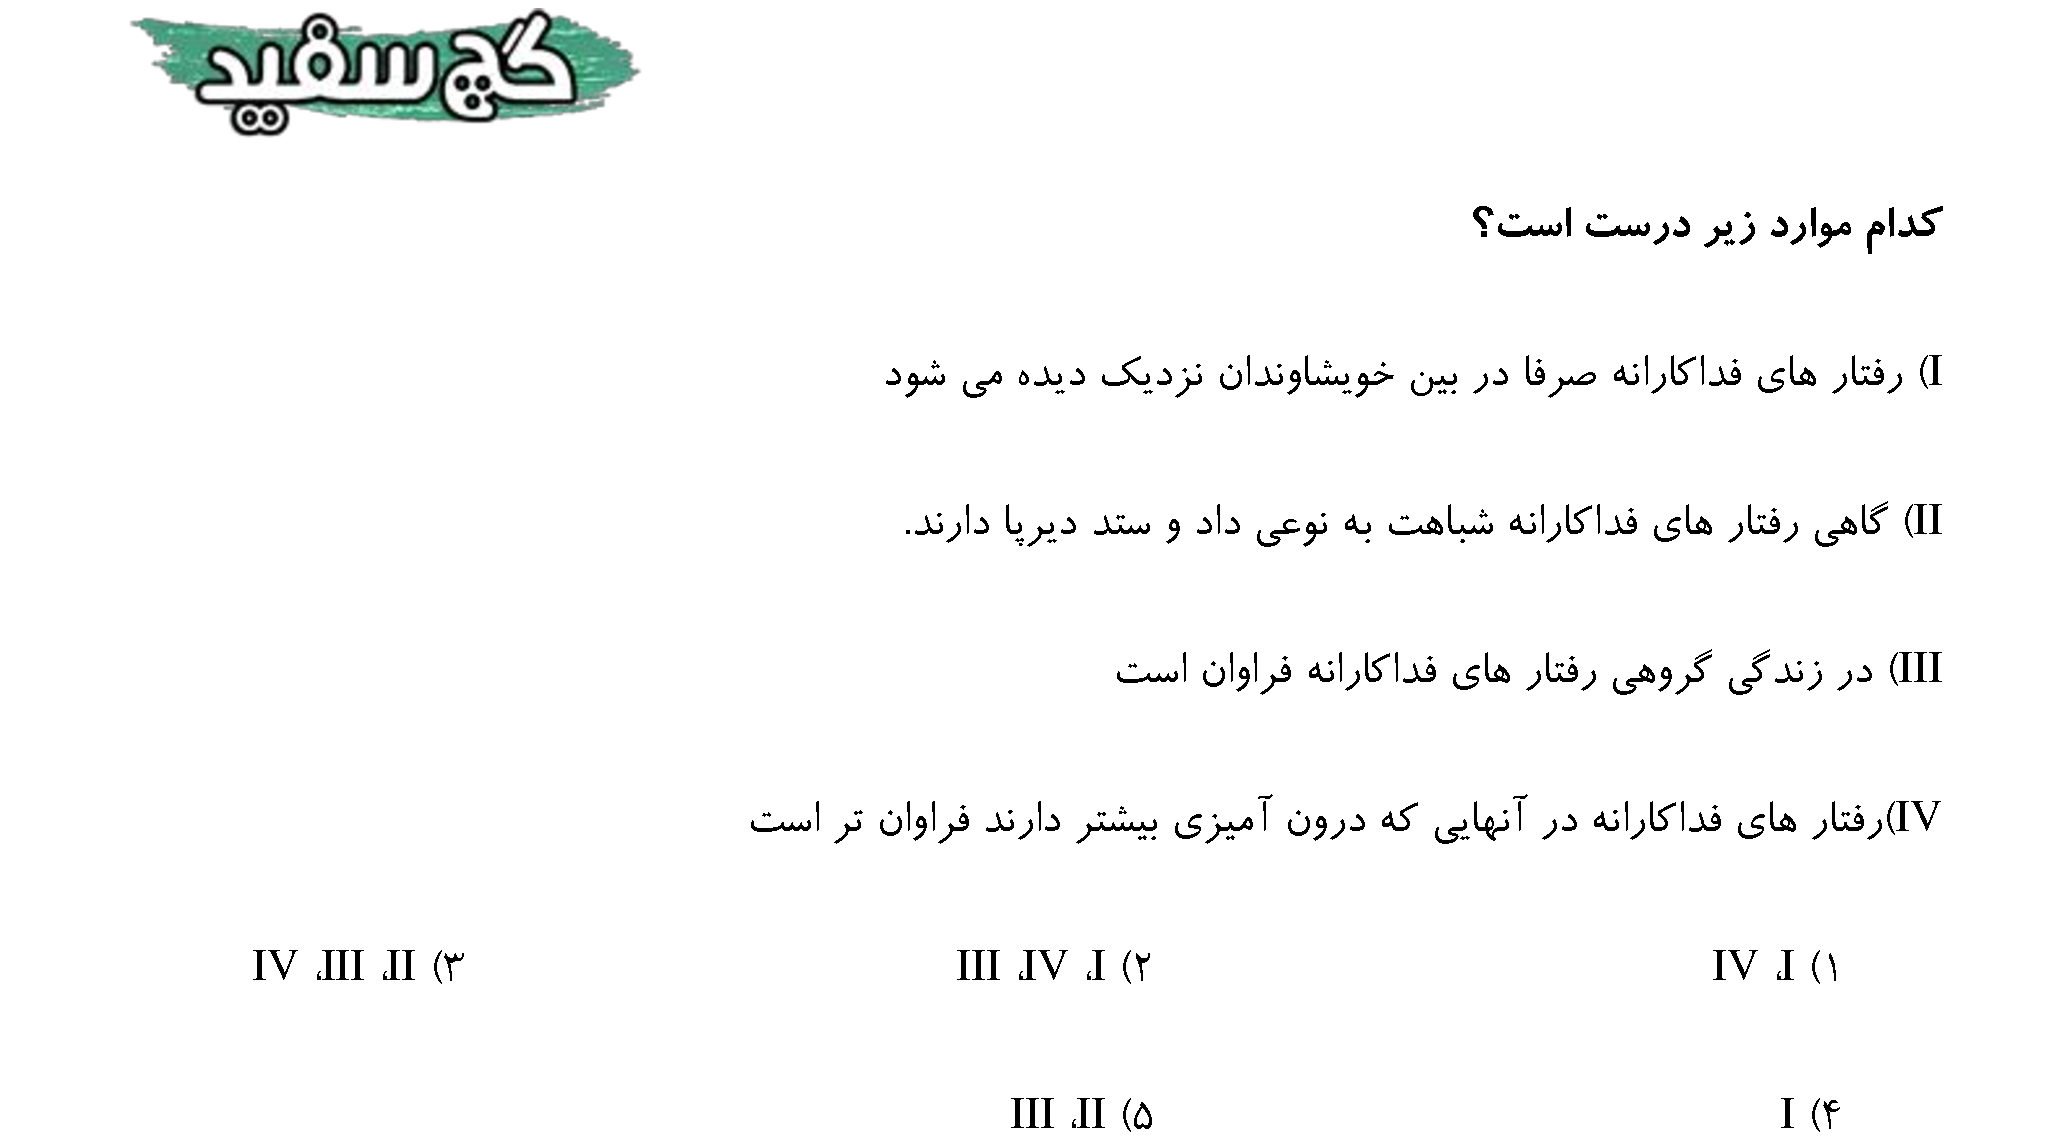 گچ سفید
کدام موارد زیر درست است؟
I) رفتار های فداکارانه صرفا در بین خویشاوندان نزدیک دیده می شود
II) گاهی رفتار های فداکارانه شباهت به نوعی داد و ستد دیرپا دارند.
III) در زندگی گروهی رفتار های فداکارانه فراوان است
IV)رفتار های فداکارانه در آنهایی که درون آمیزی بیشتر دارند فراوان تر است
۱) I، IV ۲) I، IV، III ۳) II، III، IV
۴) I ۵) II، III